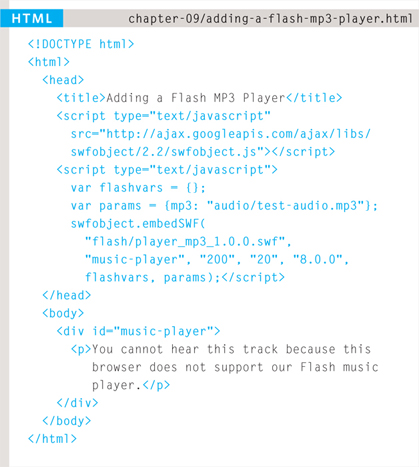 HTML chapter-09/adding-a-flash-mp3-player.html
<!DOCTYPE html>
<html>
<head>
<title>Adding a Flash MP3 Player</title>
<script type="text/javascript"
src="http://ajax.googleapis.com/ajax/libs/
swfobject/2.2/swfobject.js"></script>
<script type="text/javascript">
var flashvars = {};
var params = {mp3: "audio/test-audio.mp3"};
swfobject.embedSWF(
"flash/player_mp3_1.0.0.swf",
"music-player", "200", "20", "8.0.0",
flashvars, params);</script>
</head>
<body>
<div id="music-player">
<p>You cannot hear this track because this
browser does not support our Flash music
player.</p>
</div>
</body>
</html>